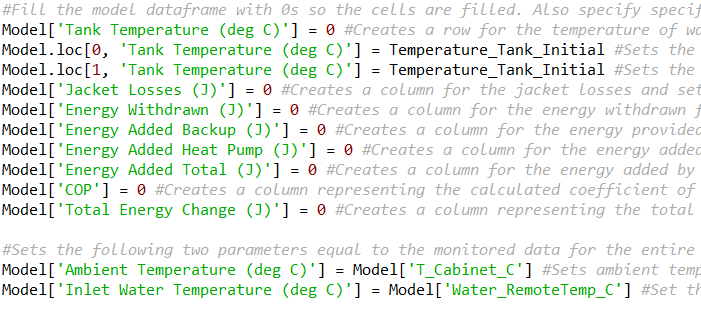 #Fill the model dataframe with 0s so the cells are filled. Also specify specif
Model['Tank Temperature (deg C)'] = 0 #Creates a row for the temperature of wa
Model.loc[0, 'Tank Temperature (deg C)'] = Temperature_Tank_Initial #Sets the
Model.loc[1, 'Tank Temperature (deg C)'] = Temperature_Tank_Initial #Sets the
Model['Jacket Losses (J)'] = 0 #Creates a column for the jacket losses and set
Model['Energy Withdrawn (J)'] = 0 #Creates a column for the energy withdrawn f
Model['Energy Added Backup (J)'] = 0 #Creates a column for the energy provided
Model['Energy Added Heat Pump (J)'] = 0 #Creates a column for the energy added
Model['Energy Added Total (J)'] = 0 #Creates a column for the energy added by
Model['COP'] = 0 #Creates a column representing the calculated coefficient of
Model['Total Energy Change (J)'] = 0 #Creates a column representing the total
#Sets the following two parameters equal to the monitored data for the entire
Model['Ambient Temperature (deg C)'] = Model['T_Cabinet_C'] #Sets ambient temp
Model['Inlet Water Temperature (deg C)'] = Model['Water_RemoteTemp_C'] #Set th